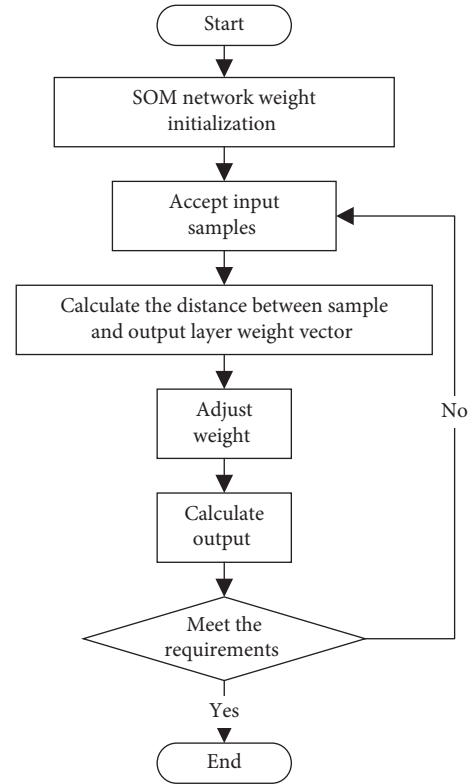 Start
SOM network weight
initialization
Accept input
samples
Calculate the distance between sample
and output layer weight vector
Adjust
weight
No
Calculate
output
Meet the
requirements
Yes
End